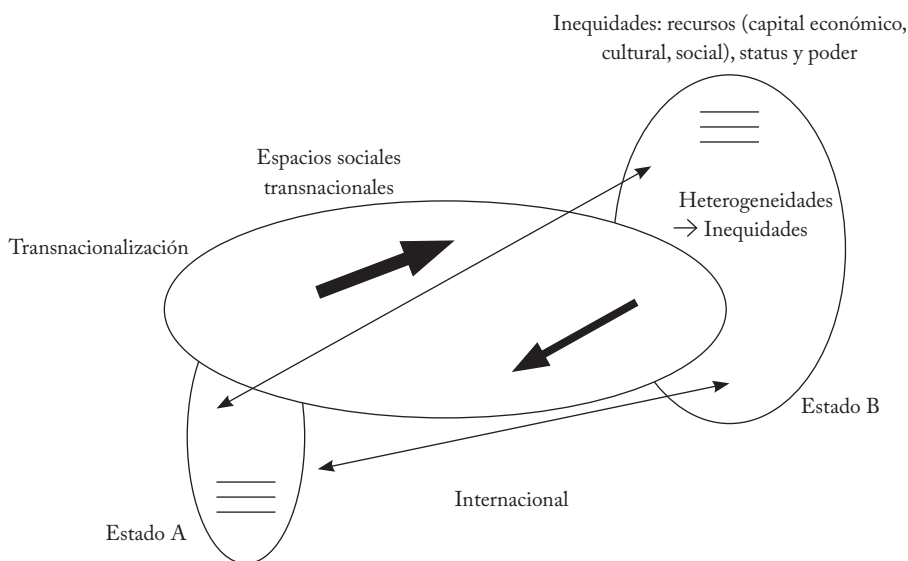 Inequidades: recursos (capital económico,
cultural, social), status y poder
Espacios sociales
transnacionales
Heterogeneidades
→ Inequidades
Transnacionalización
Estado B
Internacional
Estado A